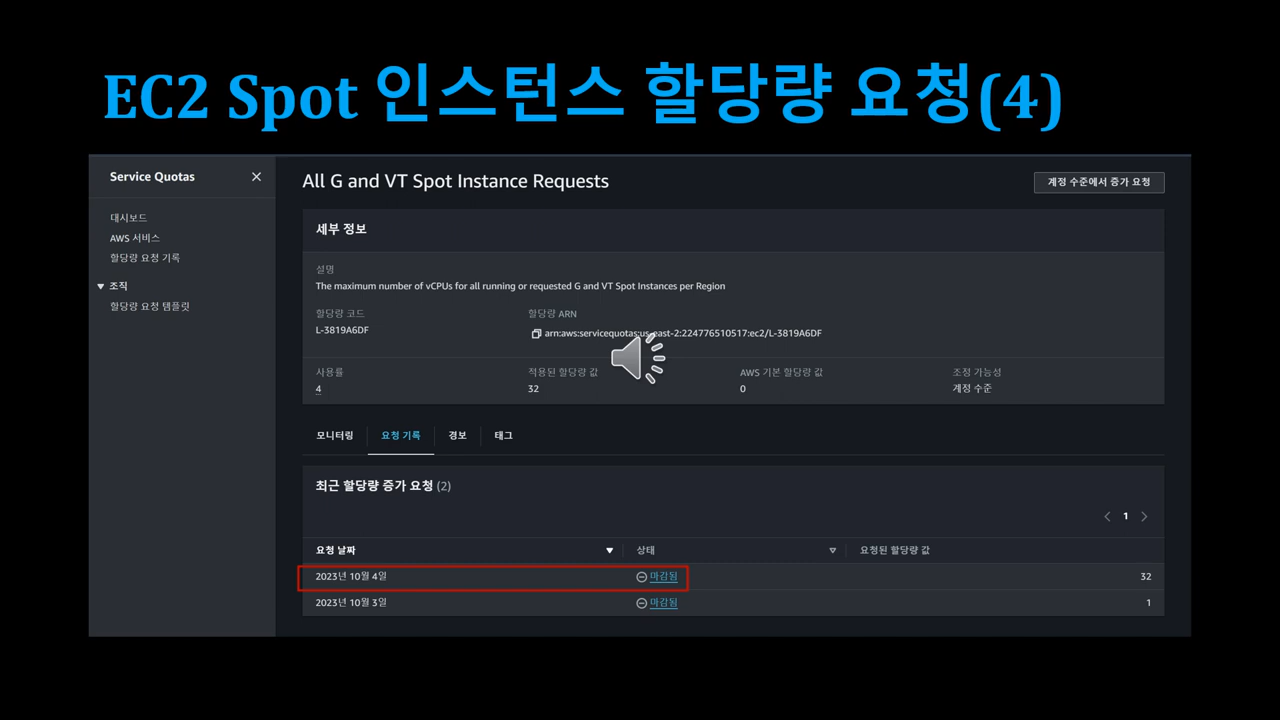 EC2 Spot 인스턴스 할당량 요청(4)
Service Quotas
대시보드
AWS 서비스
할당량 요청 기록
조직
할당량 요청 템플릿
All G and VT Spot Instance Requests
계정 수준에서 증가 요청
세부 정보
설명
The maximum number of vCPUs for all running or requested G and VT Spot Instances per Region
할당량 코드 할당량 ARN
L-3819A6DF arn:aws:servicequotas:us-east-2:224776510517:ec2/L-3819A6DF
사용률 적용된 할당량 값 AWS 기본 할당량 값 조정 가능성
4 32 0 계정 수준
모니터링 요청 기록 경보 태그
최근 할당량 증가 요청 (2)
1
요청 날짜 상태 요청된 할당량 값
2023년 10월 4일 마감됨 32
2023년 10월 3일 마감됨 1